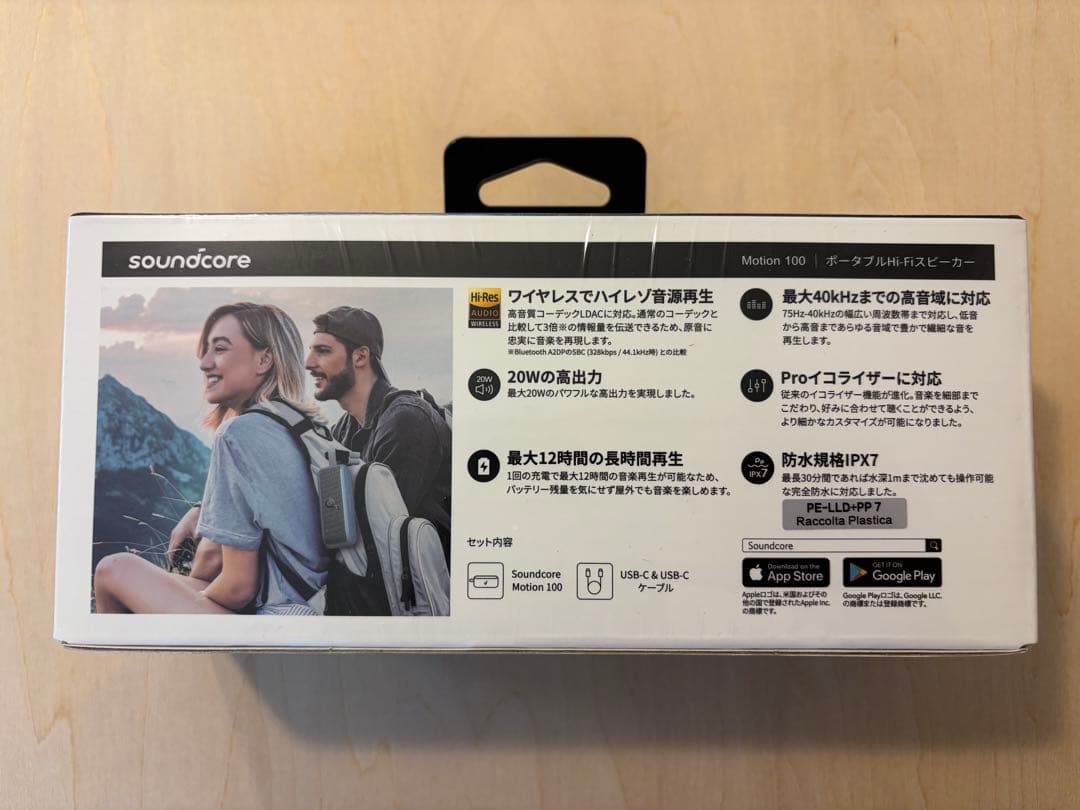 soundcore
Motion 100 | ポータブルHi-Fiスピーカー
Hi-Res
AUDIO
WIRELESS
ワイヤレスでハイレゾ音源再生
高音質コーデックLDACに対応。通常のコーデックと
比較して3倍※の情報量を伝送できるため、原音に
忠実に音楽を再現します。
※Bluetooth A2DPのSBC (328kbps / 44.1kHz時) との比較
20W
20Wの高出力
最大20Wのパワフルな高出力を実現しました。
最大12時間の長時間再生
1回の充電で最大12時間の音楽再生が可能なため、
バッテリー残量を気にせず屋外でも音楽を楽しめます。
セット内容
Soundcore
Motion 100
USB-C & USB-C
ケーブル
最大40kHzまでの高音域に対応
75Hz-40kHzの幅広い周波数帯まで対応し、低音
から高音まであらゆる音域で豊かで繊細な音を
再生します。
Proイコライザーに対応
従来のイコライザー機能が進化。音楽を細部まで
こだわり、好みに合わせて聴くことができるよう、
より細かなカスタマイズが可能になりました。
IPX7
防水規格IPX7
最長30分間であれば水深1mまで沈めても操作可能
な完全防水に対応しました。
PE-LLD+PP 7
Raccolta Plastica
Soundcore
Download on the
App Store
GET IT ON
Google Play
Appleロゴは、米国およびその
他の国で登録されたApple Inc.
の商標です。
Google Playロゴは、Google LLC.
の商標または登録商標です。